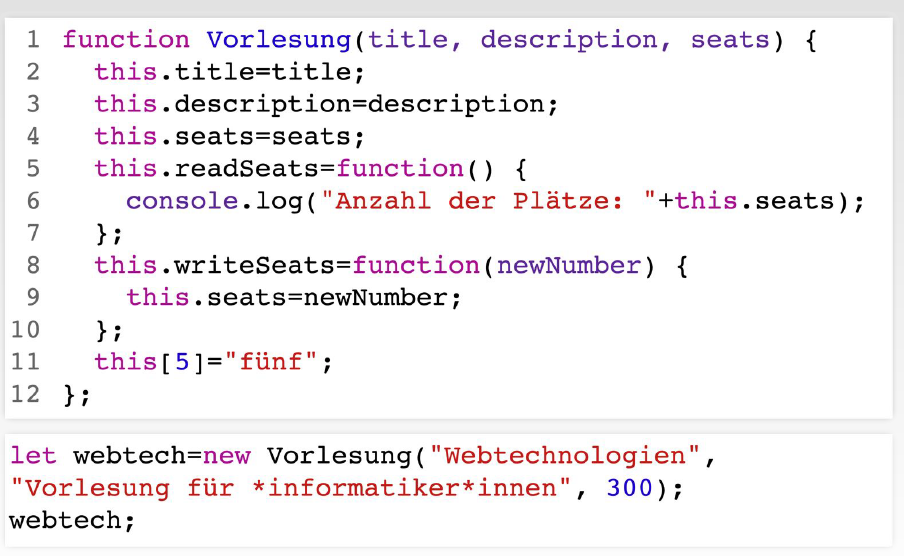 1 function Vorlesung(title, description, seats) {
2   this.title=title;
3   this.description=description;
4   this.seats=seats;
5   this.readSeats=function() {
6     console.log("Anzahl der Plätze: "+this.seats);
7   };
8   this.writeSeats=function(newNumber) {
9     this.seats=newNumber;
10   };
11   this[5]="fünf";
12 };
let webtech=new Vorlesung("Webtechnologien",
"Vorlesung für *informatiker*innen", 300);
webtech;